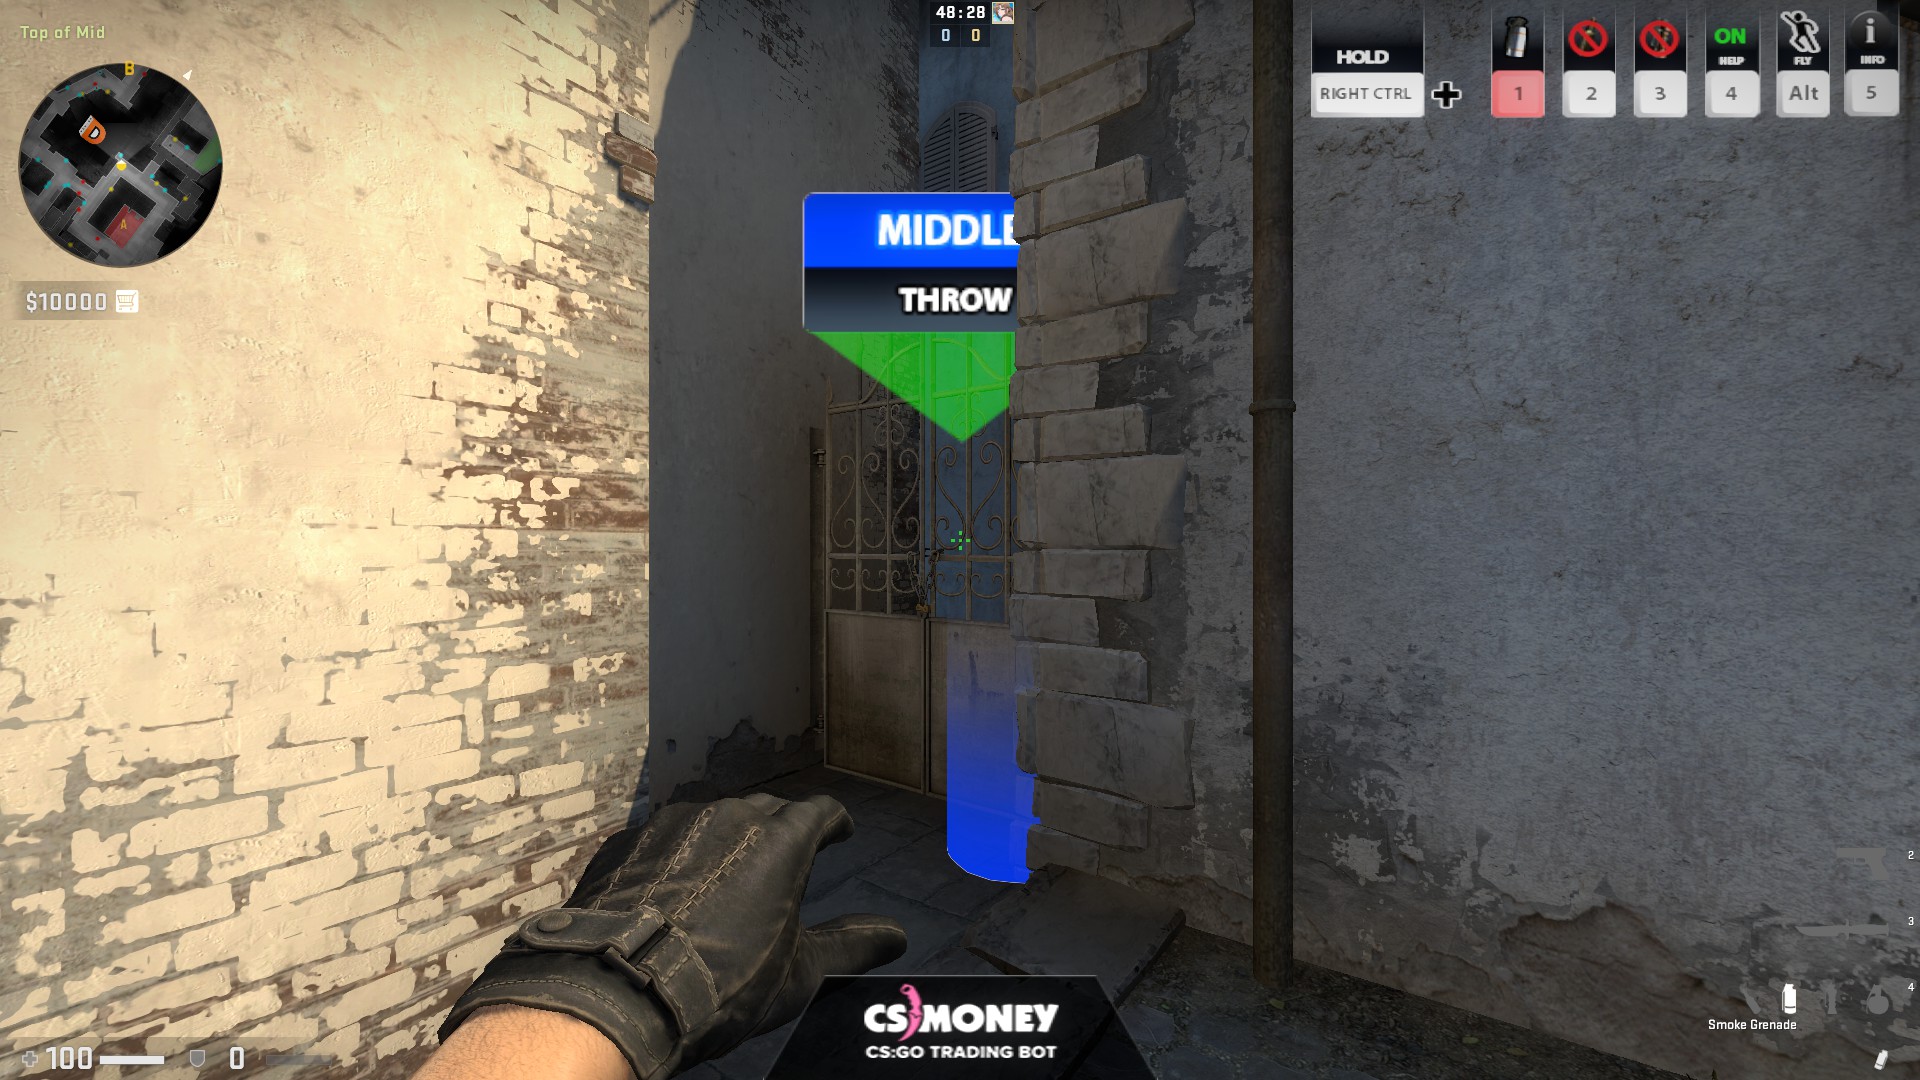 Top of Mid
B
A
$10000
48:28
0 0
MIDDLE
THROW
HOLD
RIGHT CTRL
1
2
3
ON
HELP
4
FLY
Alt
i
INFO
5
2
3
4
Smoke Grenade
100
0
CS MONEY
CS:GO TRADING BOT